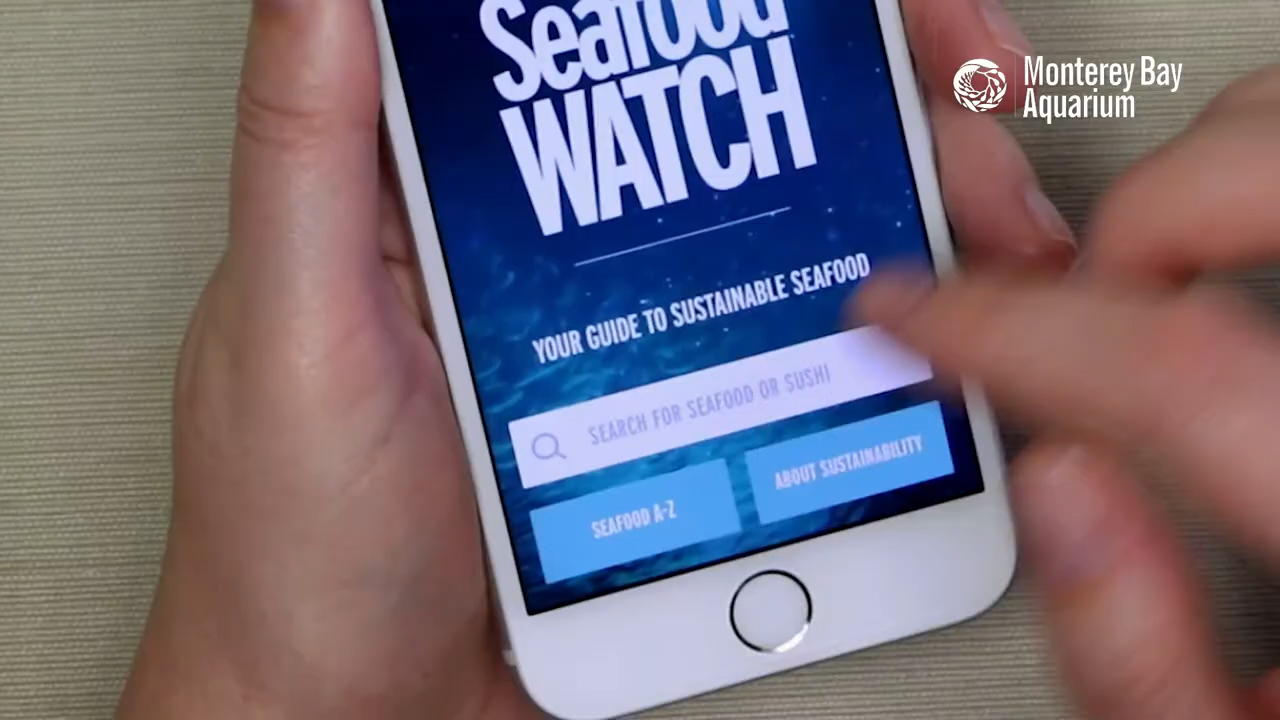 Seafood
WATCH
Monterey Bay
Aquarium
YOUR GUIDE TO SUSTAINABLE SEAFOOD
SEARCH FOR SEAFOOD OR SUSHI
SEAFOOD A-Z
ABOUT SUSTAINABILITY